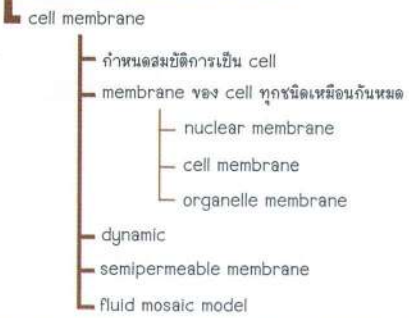 cell membrane
กำหนดสมบัติการเป็น cell
membrane ของ cell ทุกชนิดเหมือนกันหมด
nuclear membrane
cell membrane
organelle membrane
dynamic
semipermeable membrane
fluid mosaic model